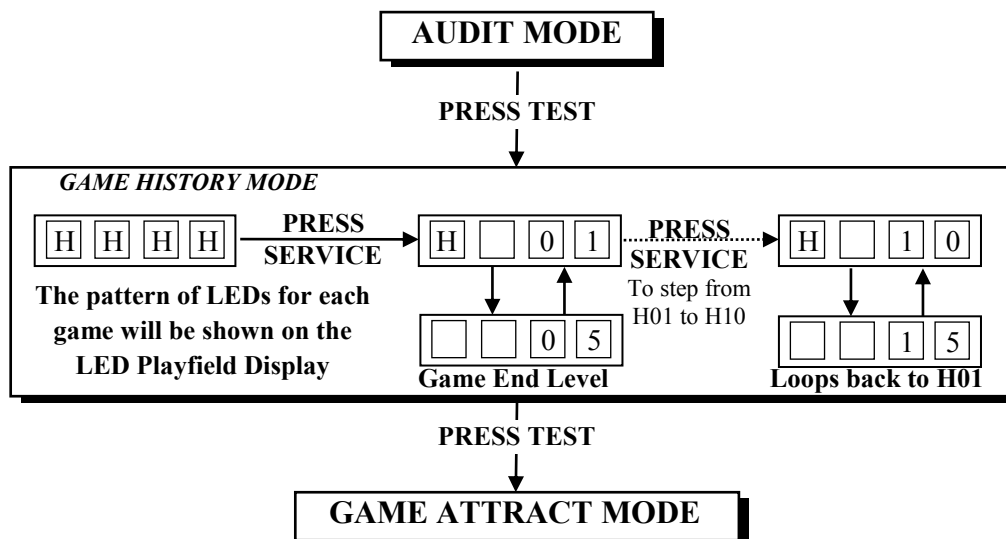 AUDIT MODE
PRESS TEST
GAME HISTORY MODE
H H H H
PRESS
SERVICE
H 0 1
PRESS
SERVICE
To step from
H01 to H10
H 1 0
The pattern of LEDs for each
game will be shown on the
LED Playfield Display
0 5
Game End Level
1 5
Loops back to H01
PRESS TEST
GAME ATTRACT MODE